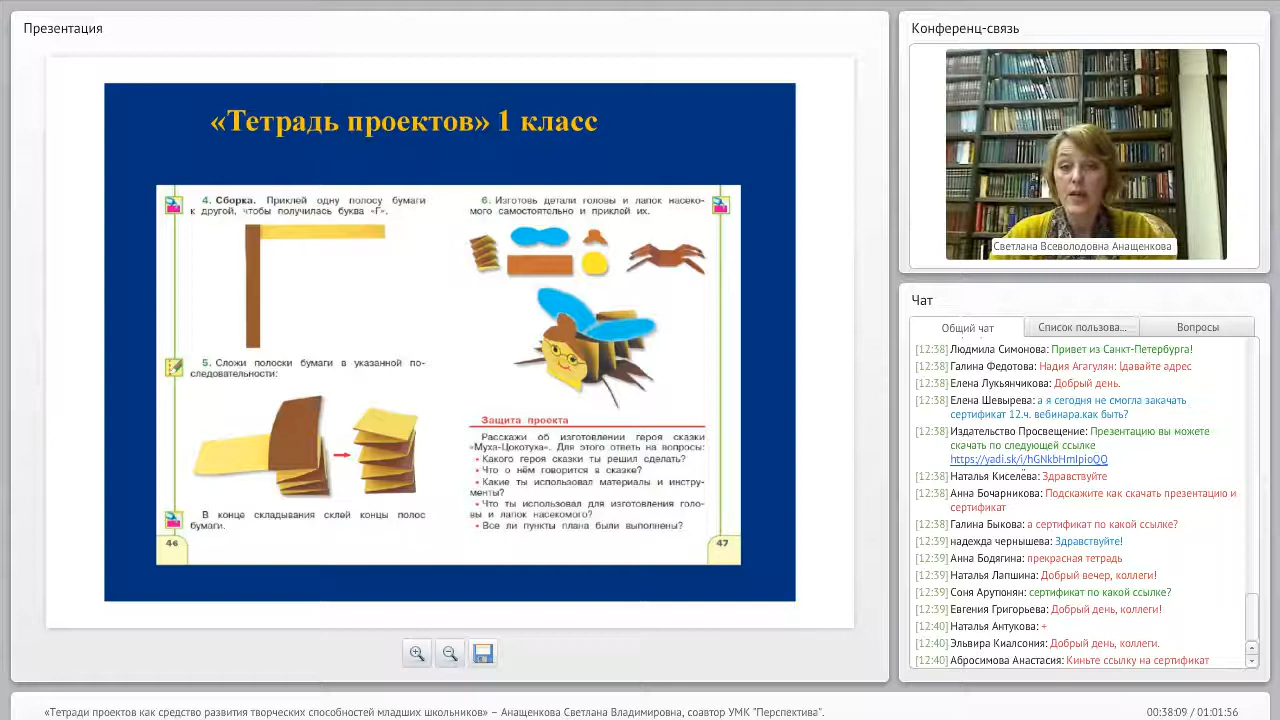 Презентация
«Тетрадь проектов» 1 класс
4. Сборка. Приклей одну полосу бумаги
к другой, чтобы получилась буква «Г».
5. Сложи полоски бумаги в указанной по-
следовательности:
В конце складывания склей концы полос
бумаги.
46
6. Изготовь детали головы и лапок насеко-
мого самостоятельно и приклей их.
Защита проекта
Расскажи об изготовлении героя сказки
«Муха-Цокотуха». Для этого ответь на вопросы:
• Какого героя сказки ты решил сделать?
• Что о нём говорится в сказке?
• Какие ты использовал материалы и инстру-
менты?
• Что ты использовал для изготовления голо-
вы и лапок насекомого?
• Все ли пункты плана были выполнены?
47
Конференц-связь
Светлана Всеволодовна Анащенкова
Чат
Общий чат
Список пользова...
Вопросы
[12:38] Людмила Симонова: Привет из Санкт-Петербурга!
[12:38] Галина Федотова: Надия Агагулян: Iдавайте адрес
[12:38] Елена Лукьянчикова: Добрый день.
[12:38] Елена Шевырева: а я сегодня не смогла закачать
сертификат 12.ч. вебинара.как быть?
[12:38] Издательство Просвещение: Презентацию вы можете
скачать по следующей ссылке
https://yadi.sk/i/hGNkbHmIpioQQ
[12:38] Наталья Киселёва: Здравствуйте
[12:38] Анна Бочарникова: Подскажите как скачать презентацию и
сертификат
[12:38] Галина Быкова: а сертификат по какой ссылке?
[12:39] надежда чернышева: Здравствуйте!
[12:39] Анна Бодягина: прекрасная тетрадь
[12:39] Наталья Лапшина: Добрый вечер, коллеги!
[12:39] Соня Арутюнян: сертификат по какой ссылке?
[12:39] Евгения Григорьева: Добрый день, коллеги!
[12:40] Наталья Антукова: +
[12:40] Эльвира Киалсония: Добрый день, коллеги.
[12:40] Абросимова Анастасия: Киньте ссылку на сертификат
«Тетради проектов как средство развития творческих способностей младших школьников» – Анащенкова Светлана Владимировна, соавтор УМК "Перспектива".
00:38:09 / 01:01:56